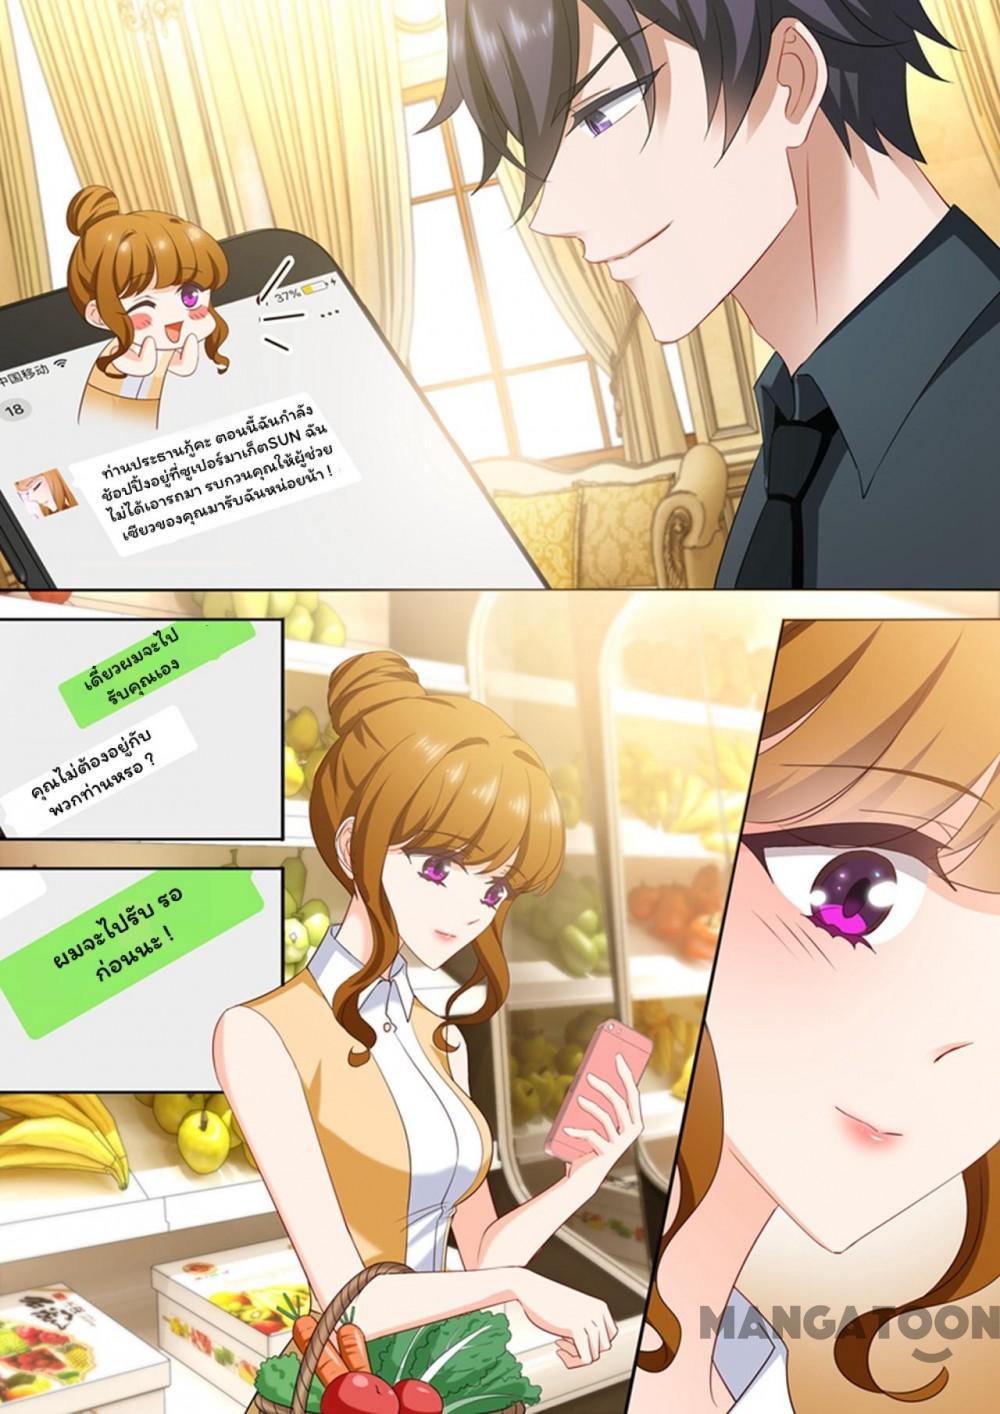 37%
中国移动
18
ท่านประธานกู้คะ ตอนนี้ฉันกำลัง
ช้อปปิ้งอยู่ที่ซูเปอร์มาเก็ตSUN ฉัน
ไม่ได้เอารถมา รบกวนคุณให้ผู้ช่วย
เซียวของคุณมารับฉันหน่อยน้า !
เดี๋ยวผมจะไป
รับคุณเอง
คุณไม่ต้องอยู่กับ
พวกท่านหรอ ?
ผมจะไปรับ รอ
ก่อนนะ !
MANGATOON